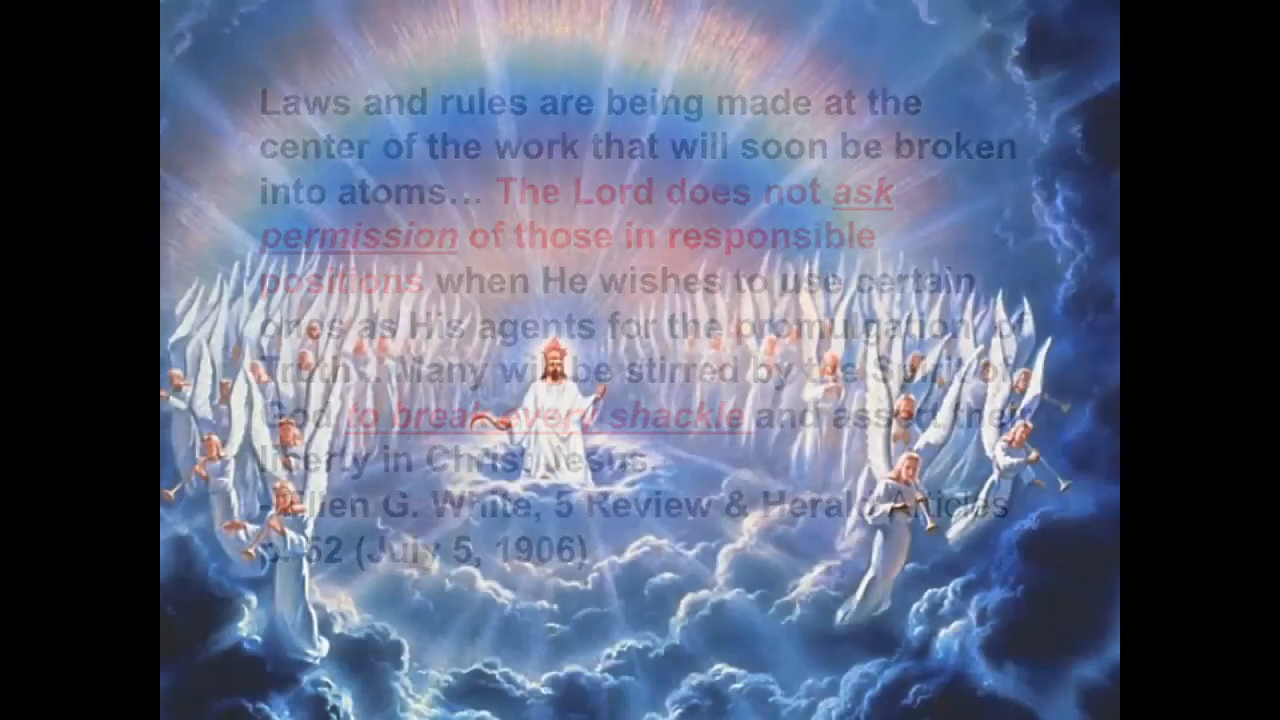 Laws and rules are being made at the
center of the work that will soon be broken
into atoms... The Lord does not ask
permission of those in responsible
positions when He wishes to use certain
ones as His agents for the promulgation of
Truth... Many will be stirred by the Spirit of
God to break every shackle and assert their
liberty in Christ Jesus.
-Ellen G. White, 5 Review & Herald Articles
p. 62 (July 5, 1906)